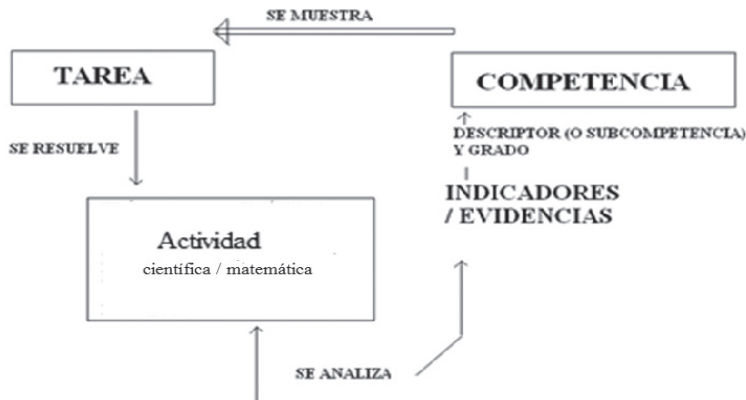 SE MUESTRA
TAREA
COMPETENCIA
SE RESUELVE
DESCRIPTOR (O SUBCOMPETENCIA)
Y GRADO
INDICADORES
/ EVIDENCIAS
Actividad
científica / matemática
SE ANALIZA